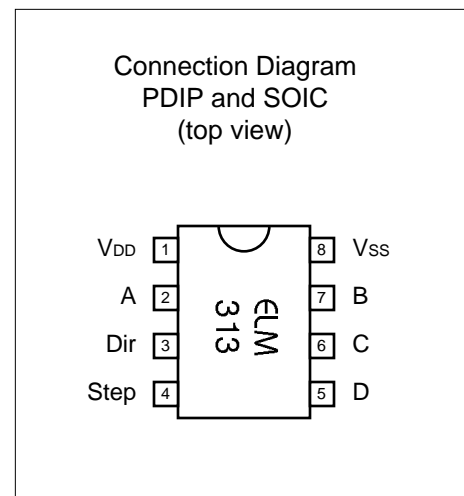 Connection Diagram
PDIP and SOIC
(top view)
VDD 1 8 VSS
A 2 7 B
Dir 3 6 C
Step 4 5 D
ELM
313